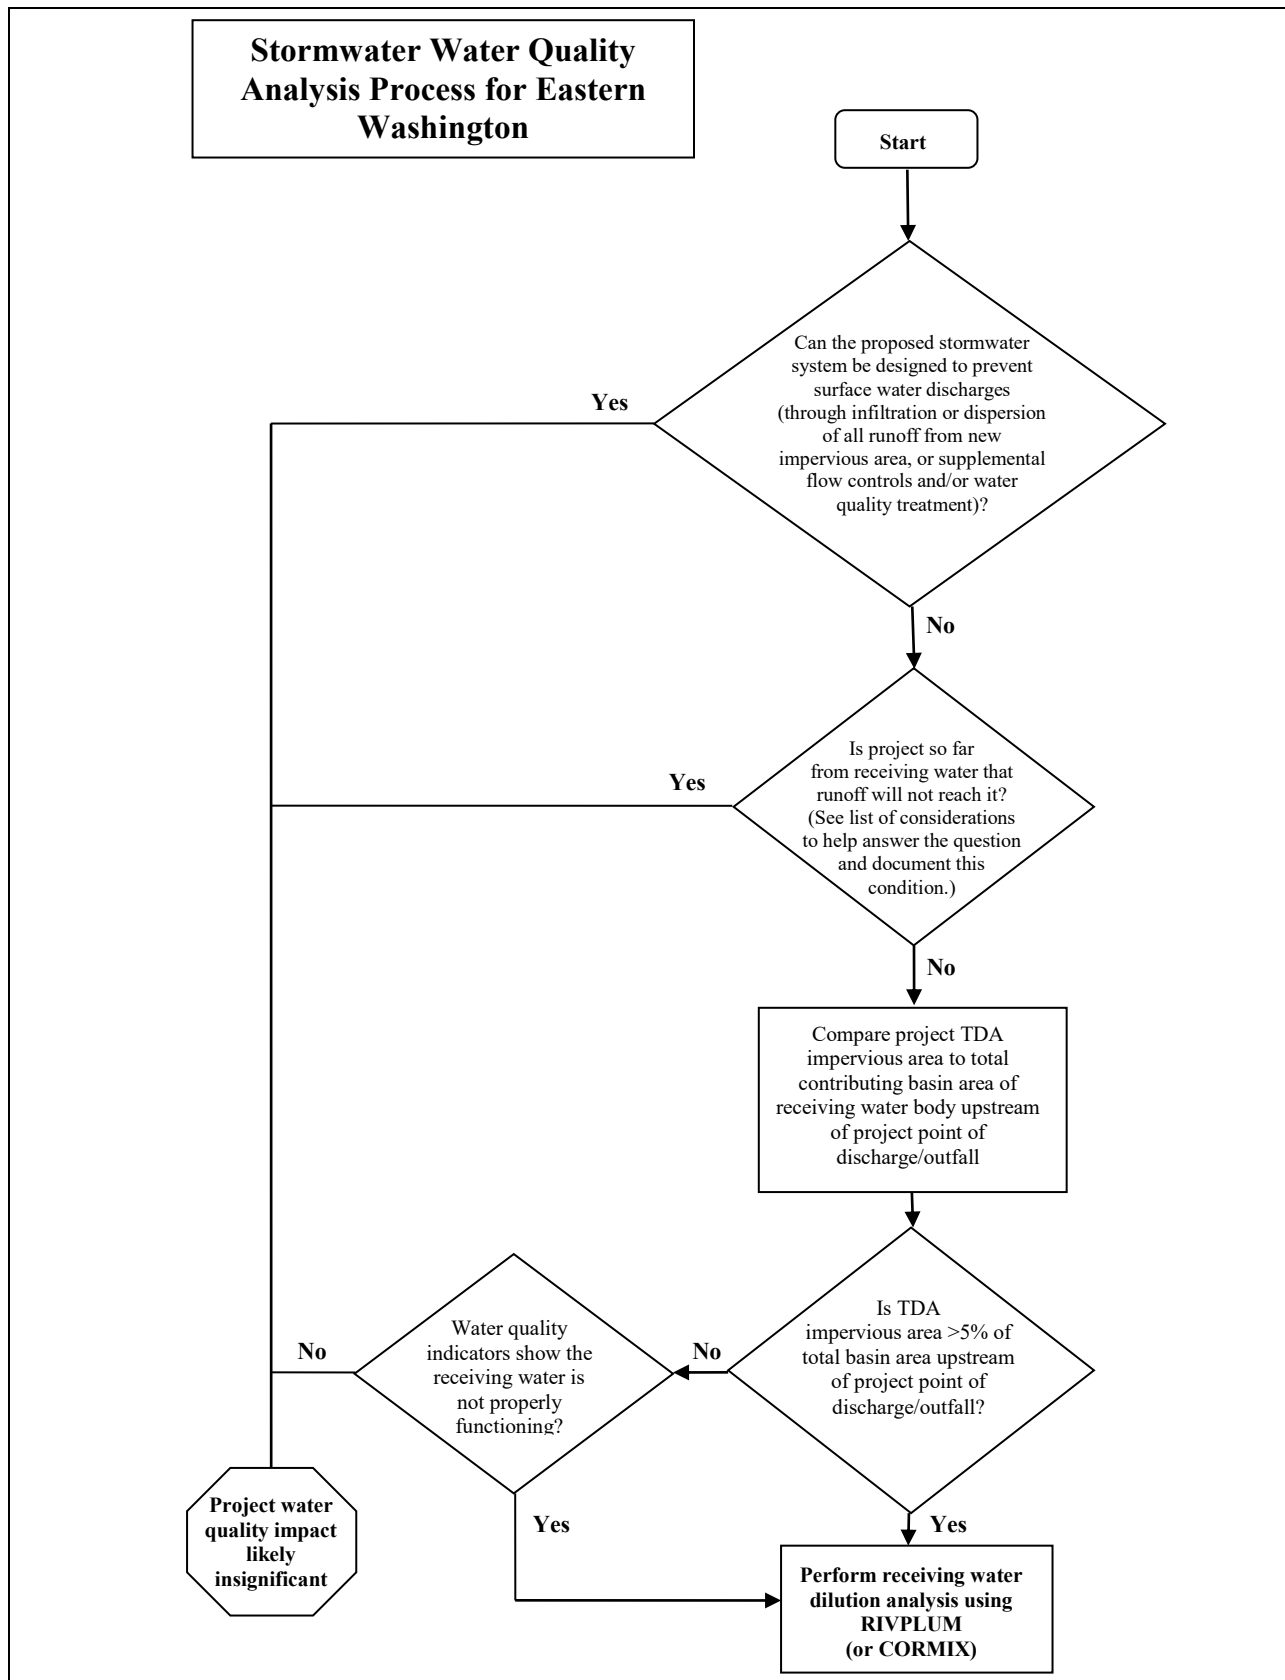 Stormwater Water Quality
Analysis Process for Eastern
Washington
Start
Can the proposed stormwater
system be designed to prevent
surface water discharges
(through infiltration or dispersion
of all runoff from new
impervious area, or supplemental
flow controls and/or water
quality treatment)?
Yes
No
Is project so far
from receiving water that
runoff will not reach it?
(See list of considerations
to help answer the question
and document this
condition.)
Yes
No
Compare project TDA
impervious area to total
contributing basin area of
receiving water body upstream
of project point of
discharge/outfall
Is TDA
impervious area >5% of
total basin area upstream
of project point of
discharge/outfall?
No
Yes
Water quality
indicators show the
receiving water is
not properly
functioning?
No
Yes
Project water
quality impact
likely
insignificant
Perform receiving water
dilution analysis using
RIVPLUM
(or CORMIX)